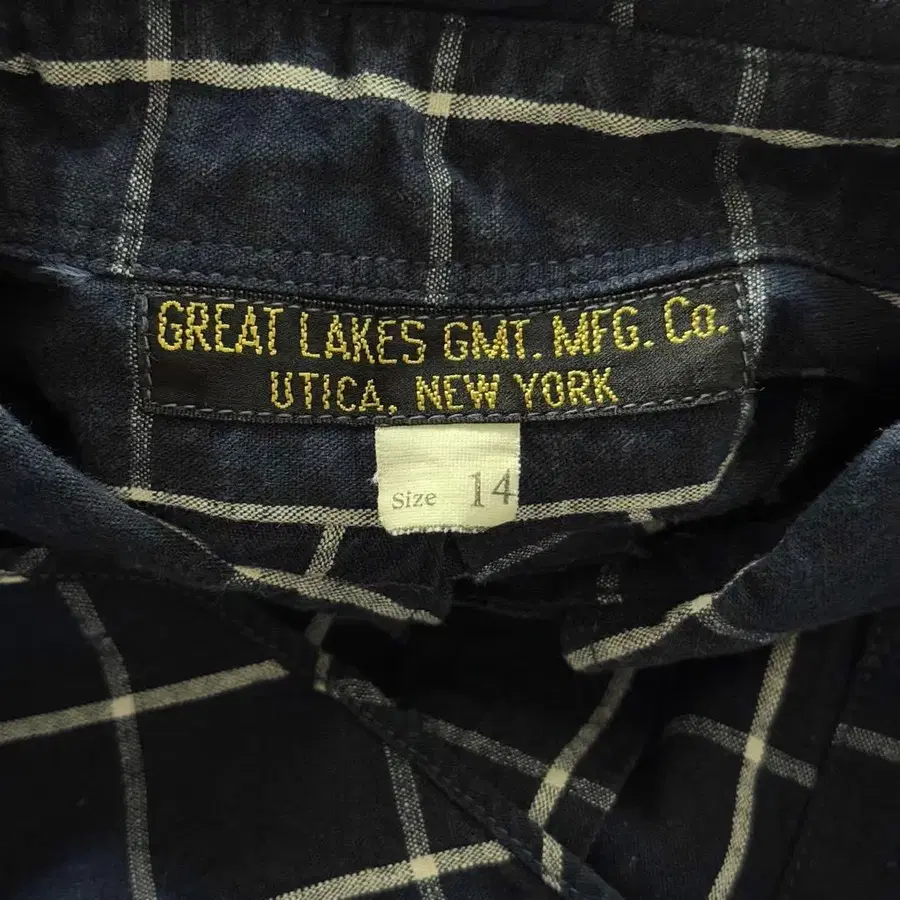 GREAT LAKES GMT. MFG. Co.
UTICA, NEW YORK
Size 14